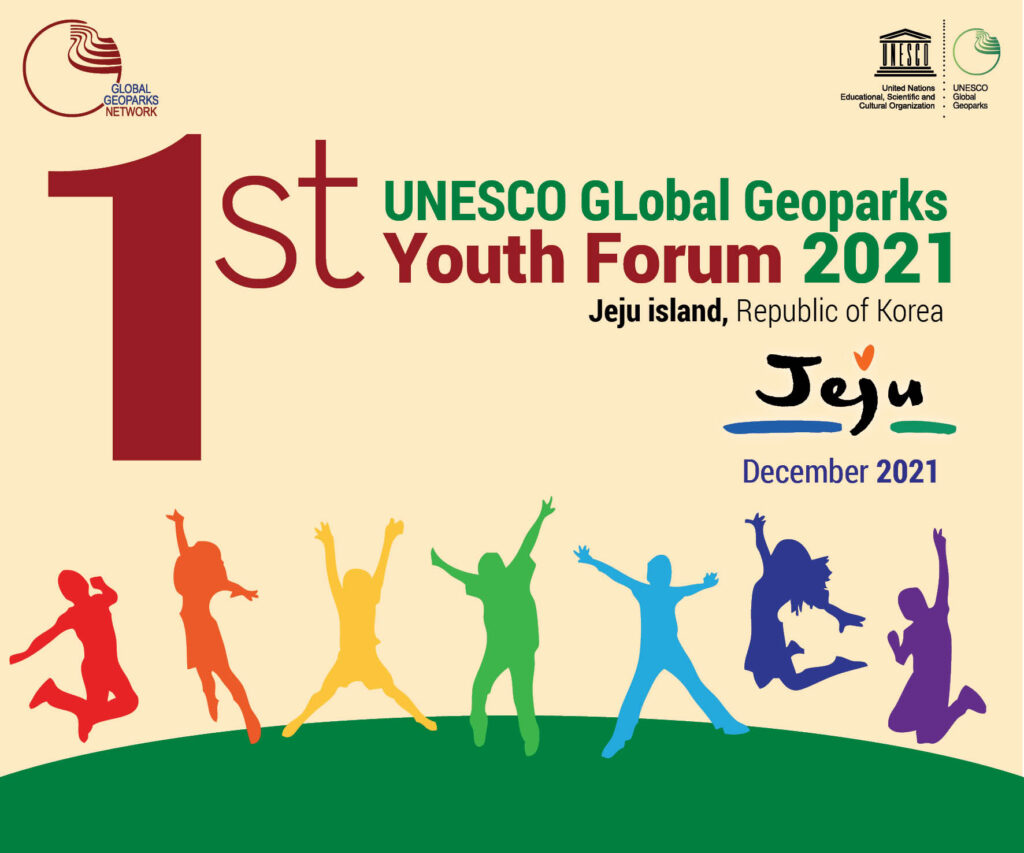 GLOBAL
GEOPARKS
NETWORK
UNESCO
United Nations
Educational, Scientific and
Cultural Organization
UNESCO
Global
Geoparks
1st
UNESCO GLobal Geoparks
Youth Forum 2021
Jeju island, Republic of Korea
Jeju
December 2021